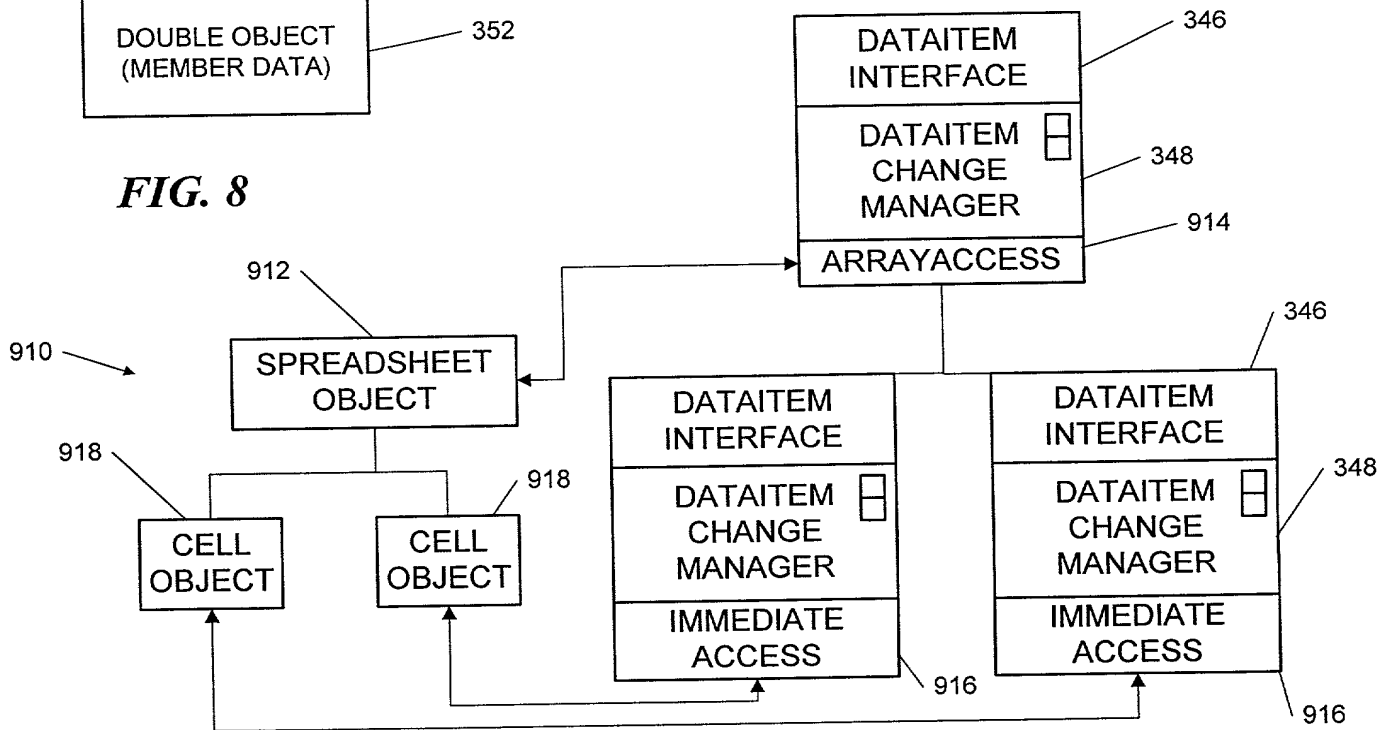 DOUBLE OBJECT
(MEMBER DATA)
352
FIG. 8
DATAITEM
INTERFACE
346
DATAITEM
CHANGE
MANAGER
348
ARRAYACCESS
914
912
910
SPREADSHEET
OBJECT
918
CELL
OBJECT
918
CELL
OBJECT
DATAITEM
INTERFACE
DATAITEM
CHANGE
MANAGER
IMMEDIATE
ACCESS
916
346
DATAITEM
INTERFACE
DATAITEM
CHANGE
MANAGER
348
IMMEDIATE
ACCESS
916